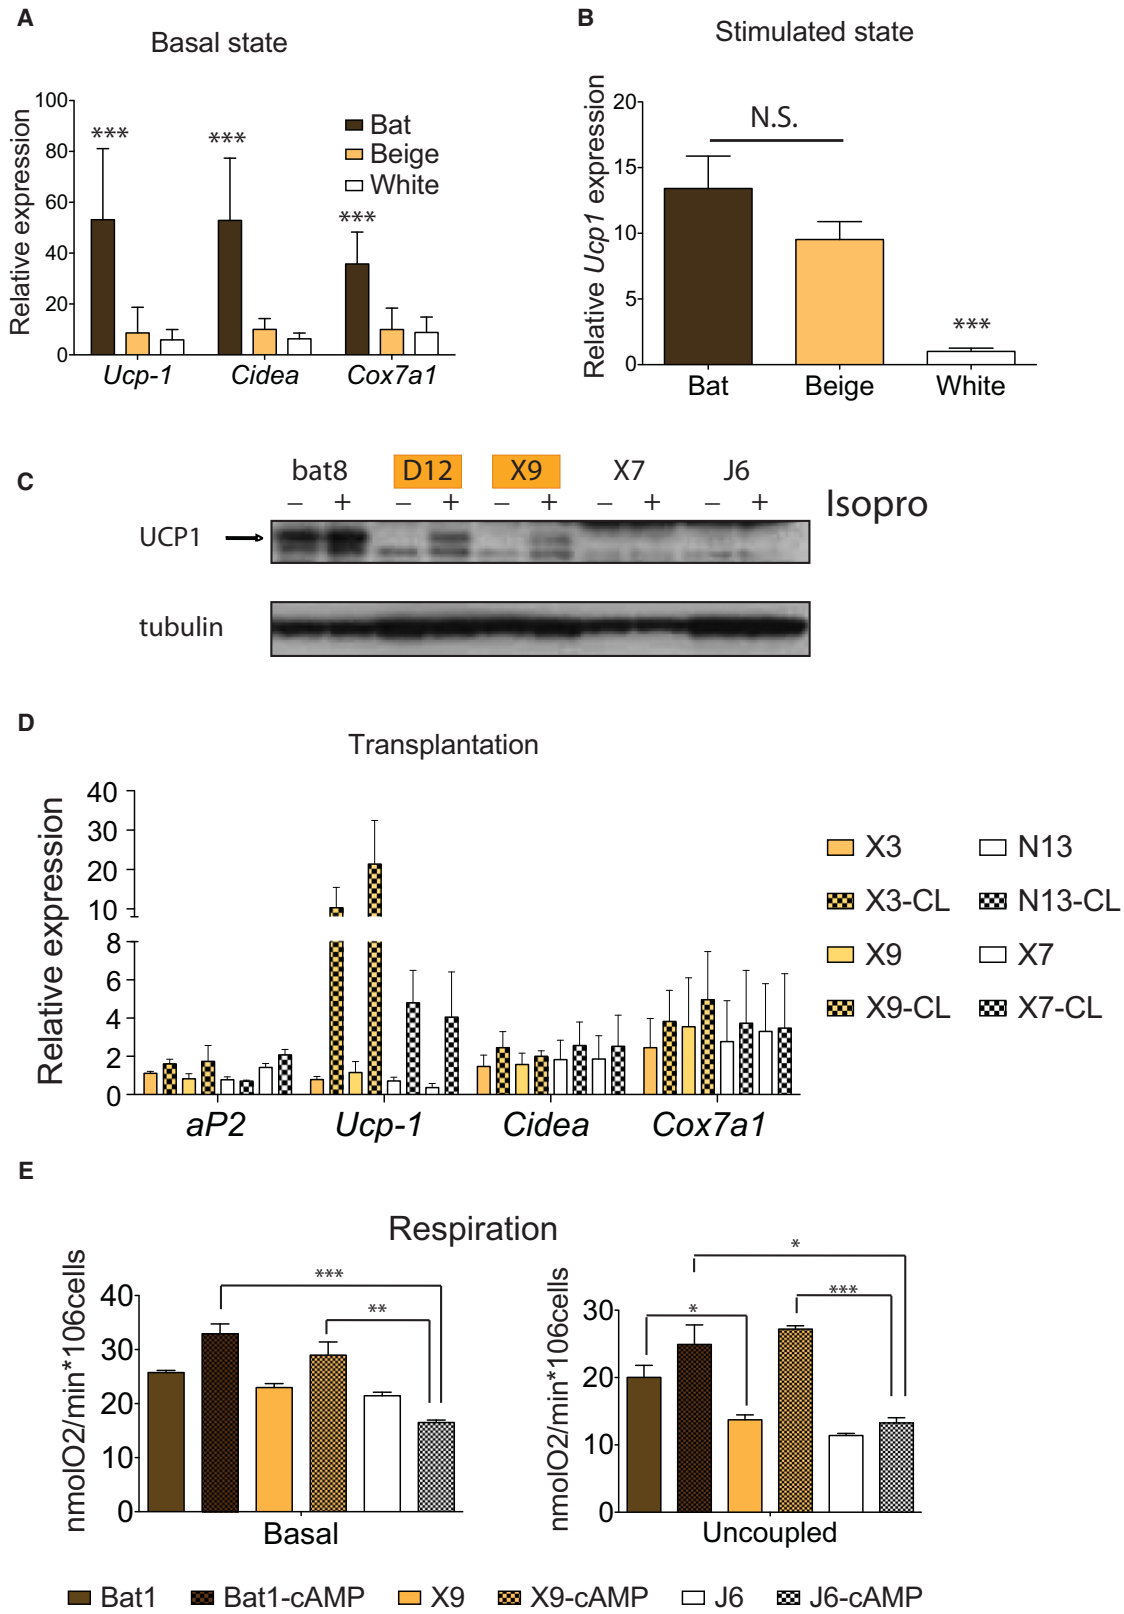 A
Basal state
Relative expression
100
80
60
40
20
0
***
***
***
Bat
Beige
White
Ucp-1 Cidea Cox7a1
B
Stimulated state
Relative Ucp1 expression
20
15
10
5
0
N.S.
***
Bat Beige White
C
bat8 D12 X9 X7 J6
– + – + – + – + – + Isopro
UCP1
tubulin
D
Transplantation
Relative expression
40
30
20
10
8
6
4
2
0
aP2 Ucp-1 Cidea Cox7a1
X3 N13
X3-CL N13-CL
X9 X7
X9-CL X7-CL
E
Respiration
nmolO2/min*106cells
40
30
20
10
0
***
**
Basal
nmolO2/min*106cells
30
20
10
0
*
*
***
Uncoupled
Bat1 Bat1-cAMP X9 X9-cAMP J6 J6-cAMP